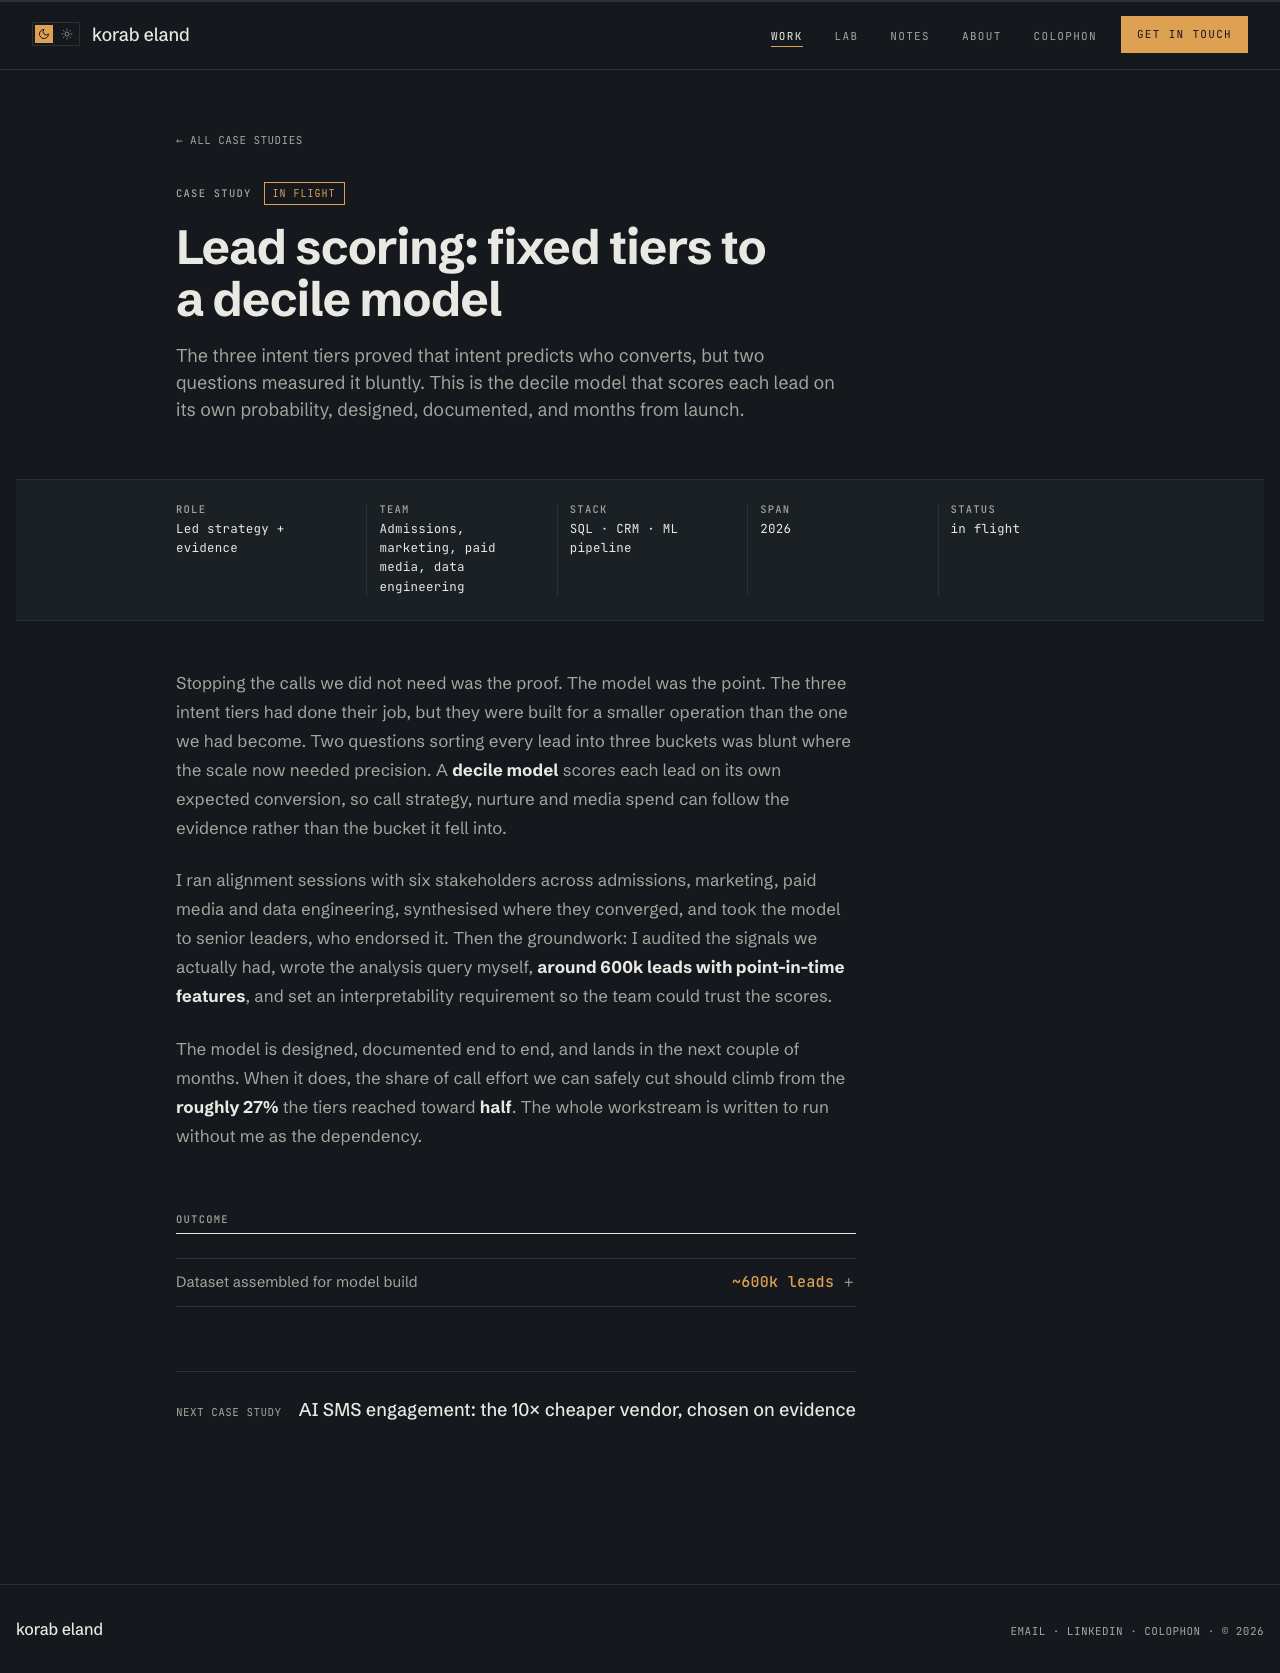 korab eland
WORK
LAB
NOTES
ABOUT
COLOPHON
GET IN TOUCH
← ALL CASE STUDIES
CASE STUDY
IN FLIGHT
Lead scoring: fixed tiers to
a decile model
The three intent tiers proved that intent predicts who converts, but two
questions measured it bluntly. This is the decile model that scores each lead on
its own probability, designed, documented, and months from launch.
ROLE
Led strategy +
evidence
TEAM
Admissions,
marketing, paid
media, data
engineering
STACK
SQL · CRM · ML
pipeline
SPAN
2026
STATUS
in flight
Stopping the calls we did not need was the proof. The model was the point. The three
intent tiers had done their job, but they were built for a smaller operation than the one
we had become. Two questions sorting every lead into three buckets was blunt where
the scale now needed precision. A decile model scores each lead on its own
expected conversion, so call strategy, nurture and media spend can follow the
evidence rather than the bucket it fell into.
I ran alignment sessions with six stakeholders across admissions, marketing, paid
media and data engineering, synthesised where they converged, and took the model
to senior leaders, who endorsed it. Then the groundwork: I audited the signals we
actually had, wrote the analysis query myself, around 600k leads with point-in-time
features, and set an interpretability requirement so the team could trust the scores.
The model is designed, documented end to end, and lands in the next couple of
months. When it does, the share of call effort we can safely cut should climb from the
roughly 27% the tiers reached toward half. The whole workstream is written to run
without me as the dependency.
OUTCOME
Dataset assembled for model build
~600k leads +
NEXT CASE STUDY
AI SMS engagement: the 10× cheaper vendor, chosen on evidence
korab eland
EMAIL · LINKEDIN · COLOPHON · © 2026